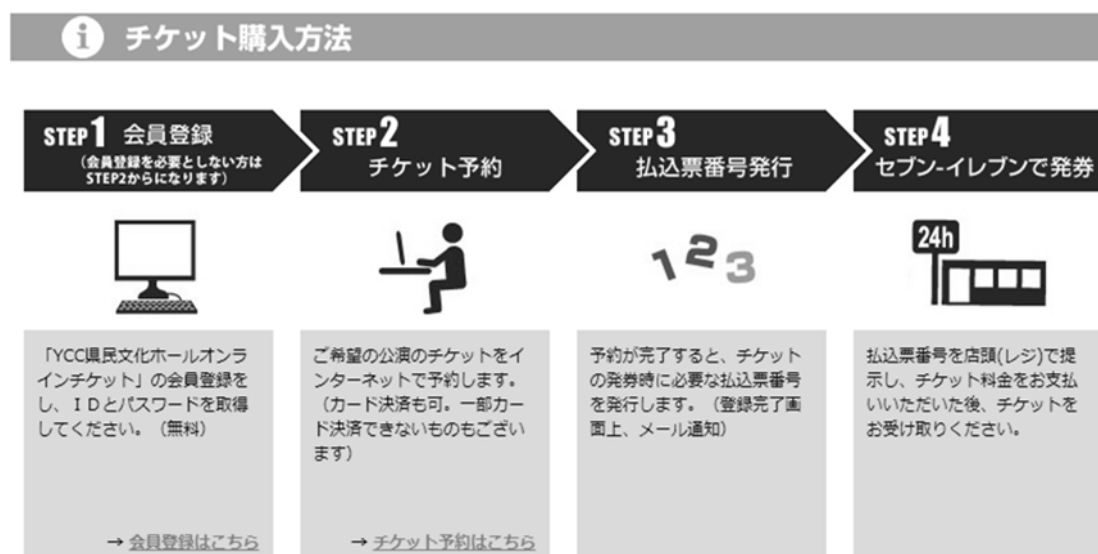 i チケット購入方法
STEP1 会員登録
(会員登録を必要としない方は
STEP2からになります)
STEP2
チケット予約
STEP3
払込票番号発行
STEP4
セブン-イレブンで発券
123
24h
「YCC県民文化ホールオンラ
インチケット」の会員登録を
し、ＩＤとパスワードを取得
してください。（無料）
→ 会員登録はこちら
ご希望の公演のチケットをイ
ンターネットで予約します。
（カード決済も可。一部カー
ド決済できないものもござい
ます）
→ チケット予約はこちら
予約が完了すると、チケット
の発券時に必要な払込票番号
を発行します。（登録完了画
面上、メール通知）
払込票番号を店頭(レジ)で提
示し、チケット料金をお支払
いいただいた後、チケットを
お受け取りください。